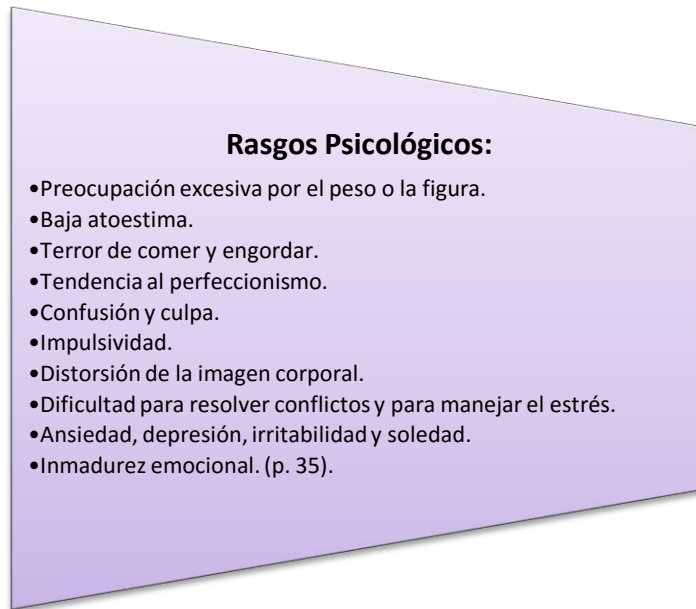 Rasgos Psicológicos:
•Preocupación excesiva por el peso o la figura.
•Baja atoestima.
•Terror de comer y engordar.
•Tendencia al perfeccionismo.
•Confusión y culpa.
•Impulsividad.
•Distorsión de la imagen corporal.
•Dificultad para resolver conflictos y para manejar el estrés.
•Ansiedad, depresión, irritabilidad y soledad.
•Inmadurez emocional. (p. 35).